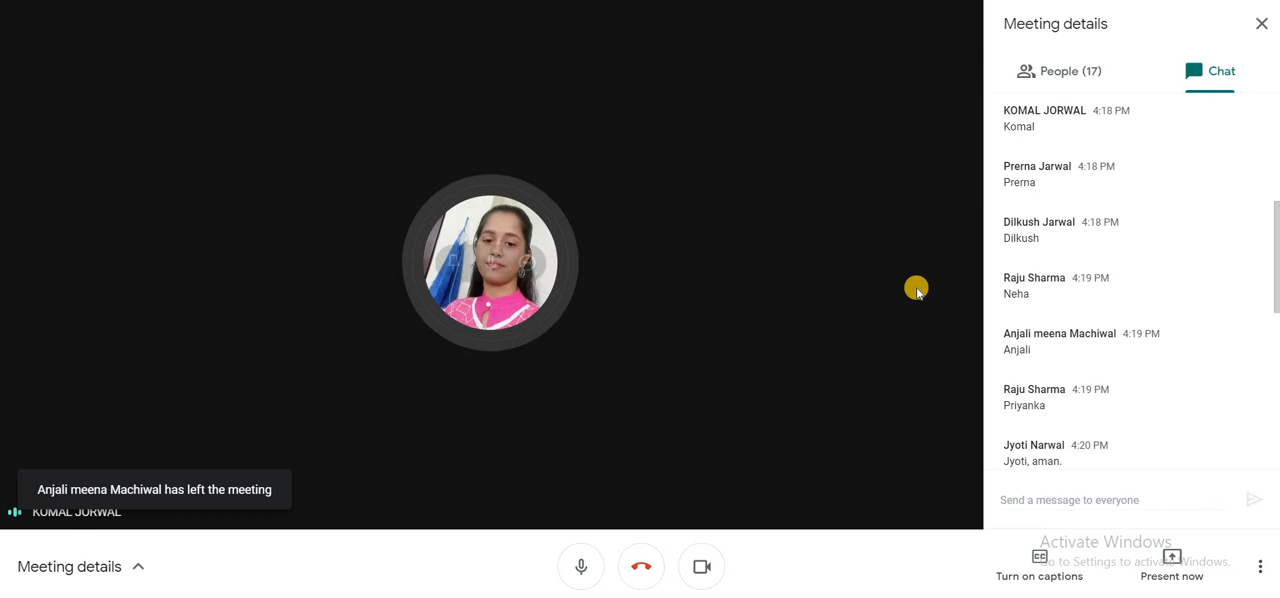 Meeting details
People (17)
Chat
KOMAL JORWAL 4:18 PM
Komal
Prerna Jarwal 4:18 PM
Prerna
Dilkush Jarwal 4:18 PM
Dilkush
Raju Sharma 4:19 PM
Neha
Anjali meena Machiwal 4:19 PM
Anjali
Raju Sharma 4:19 PM
Priyanka
Jyoti Narwal 4:20 PM
Jyoti, aman.
Anjali meena Machiwal has left the meeting
KOMAL JORWAL
Send a message to everyone
Activate Windows
Go to Settings to activate Windows.
Meeting details
CC
Turn on captions
Present now